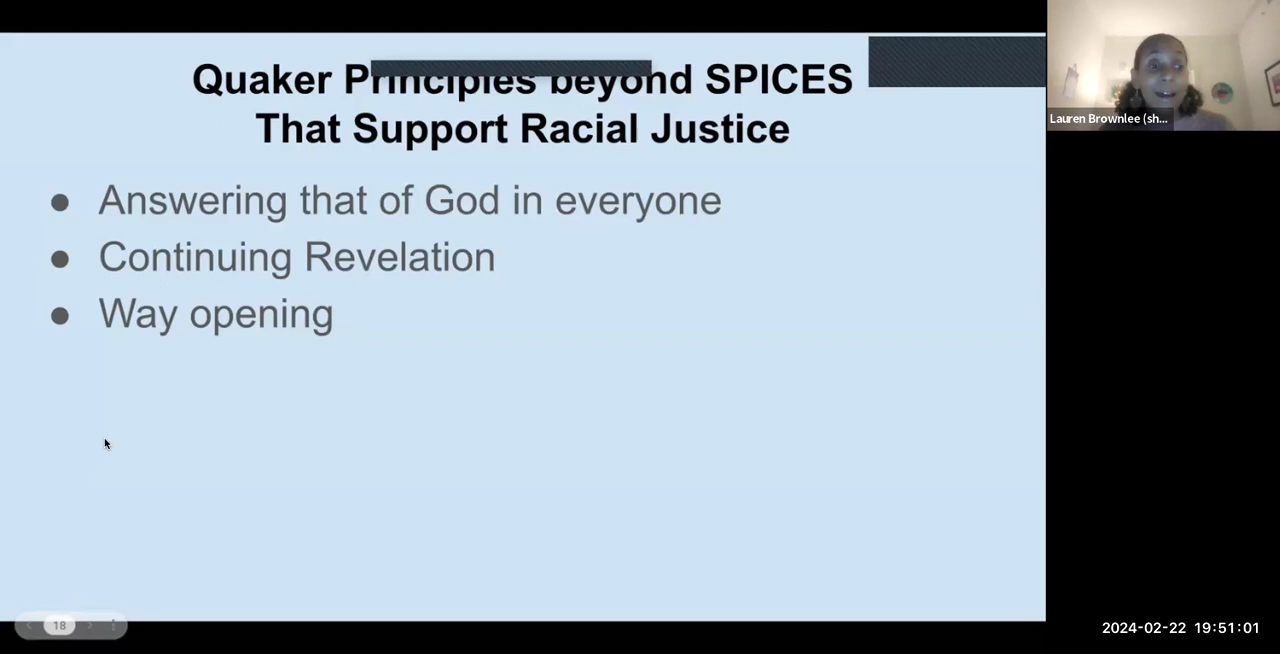 Quaker Principles beyond SPICES
That Support Racial Justice
● Answering that of God in everyone
● Continuing Revelation
● Way opening
Lauren Brownlee (sh...
18
2024-02-22 19:51:01